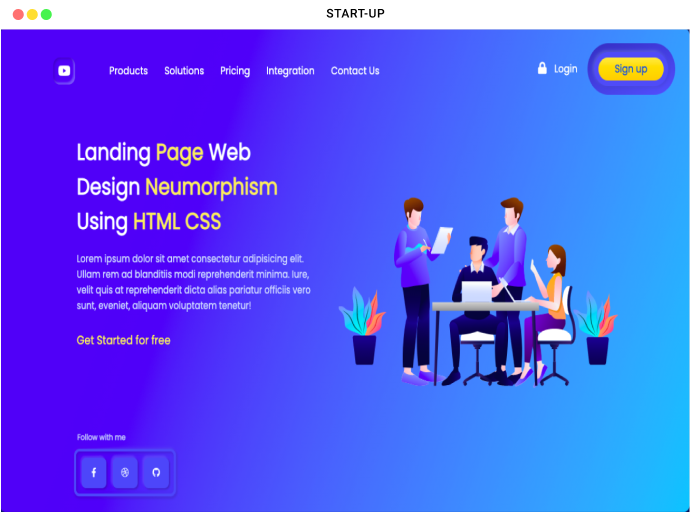 START-UP
Products Solutions Pricing Integration Contact Us Login Sign up
Landing Page Web
Design Neumorphism
Using HTML CSS
Lorem ipsum dolor sit amet consectetur adipisicing elit.
Ullam rem ad blanditiis modi reprehenderit minima. Iure,
velit quis at reprehenderit dicta alias pariatur officiis vero
sunt, eveniet, aliquam voluptatem tenetur!
Get Started for free
Follow with me